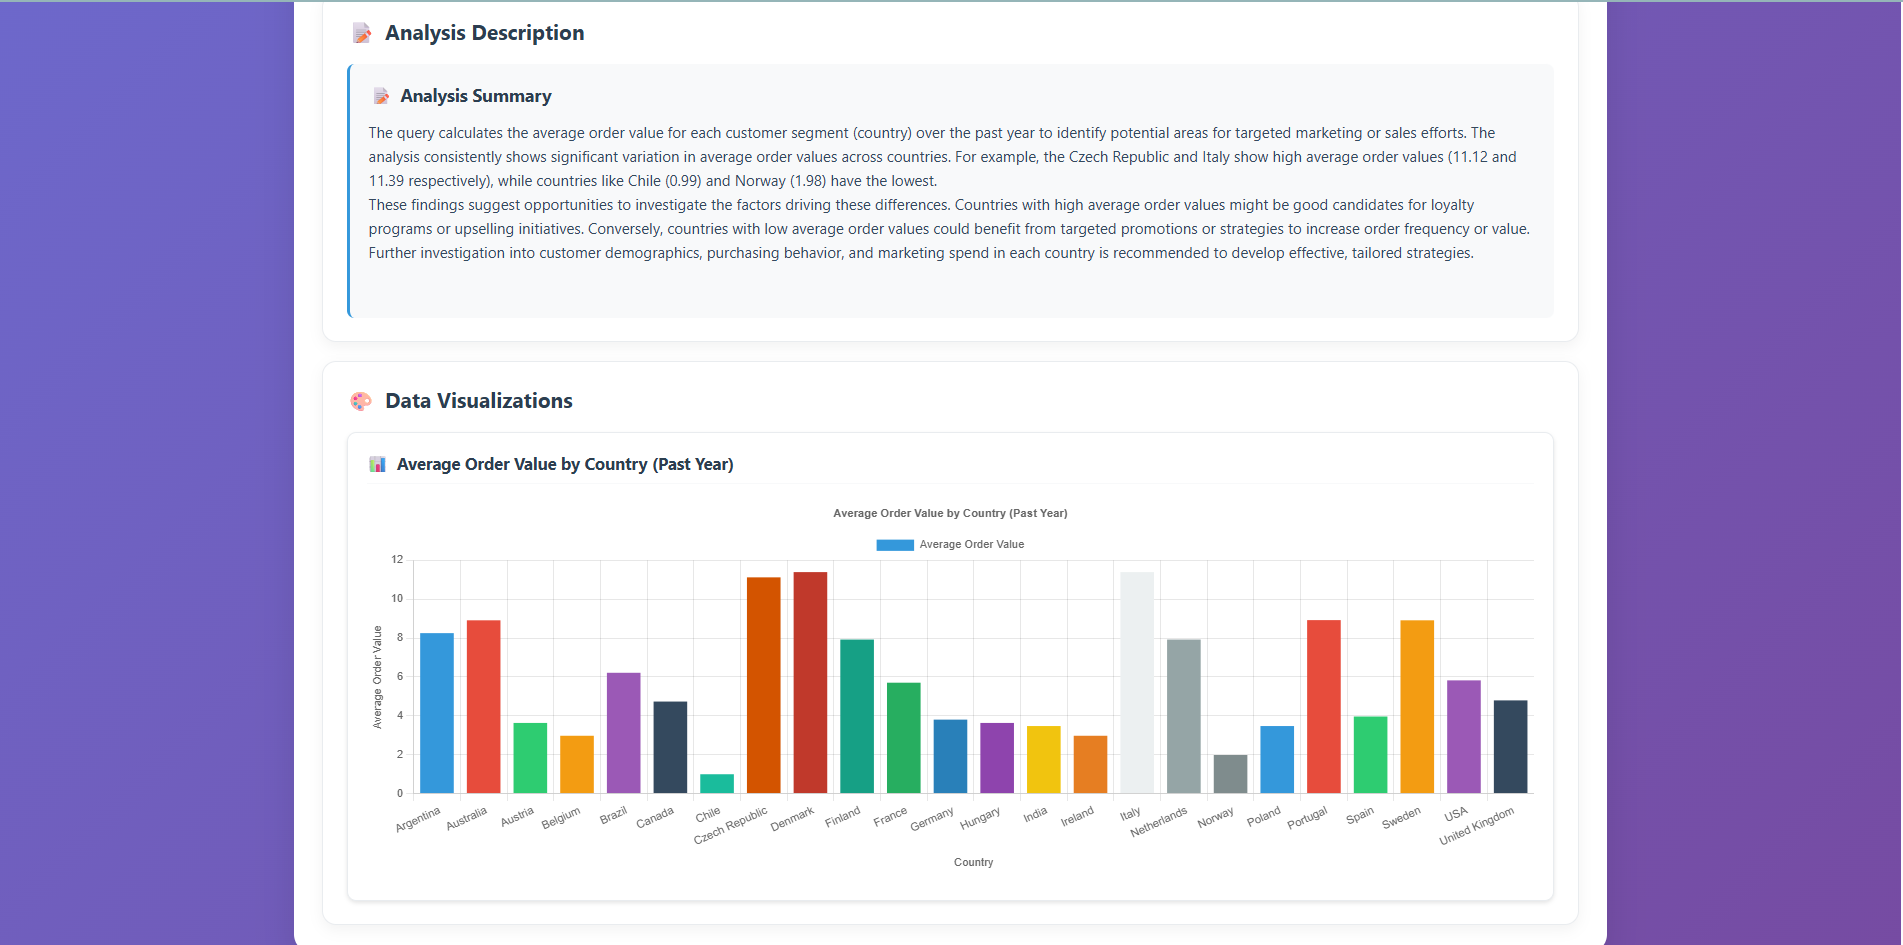 Analysis Description
Analysis Summary
The query calculates the average order value for each customer segment (country) over the past year to identify potential areas for targeted marketing or sales efforts. The
analysis consistently shows significant variation in average order values across countries. For example, the Czech Republic and Italy show high average order values (11.12 and
11.39 respectively), while countries like Chile (0.99) and Norway (1.98) have the lowest.
These findings suggest opportunities to investigate the factors driving these differences. Countries with high average order values might be good candidates for loyalty
programs or upselling initiatives. Conversely, countries with low average order values could benefit from targeted promotions or strategies to increase order frequency or value.
Further investigation into customer demographics, purchasing behavior, and marketing spend in each country is recommended to develop effective, tailored strategies.
Data Visualizations
Average Order Value by Country (Past Year)
Average Order Value by Country (Past Year)
Average Order Value
Average Order Value
12
10
8
6
4
2
0
Argentina
Australia
Austria
Belgium
Brazil
Canada
Chile
Czech Republic
Denmark
Finland
France
Germany
Hungary
India
Ireland
Italy
Netherlands
Norway
Poland
Portugal
Spain
Sweden
USA
United Kingdom
Country